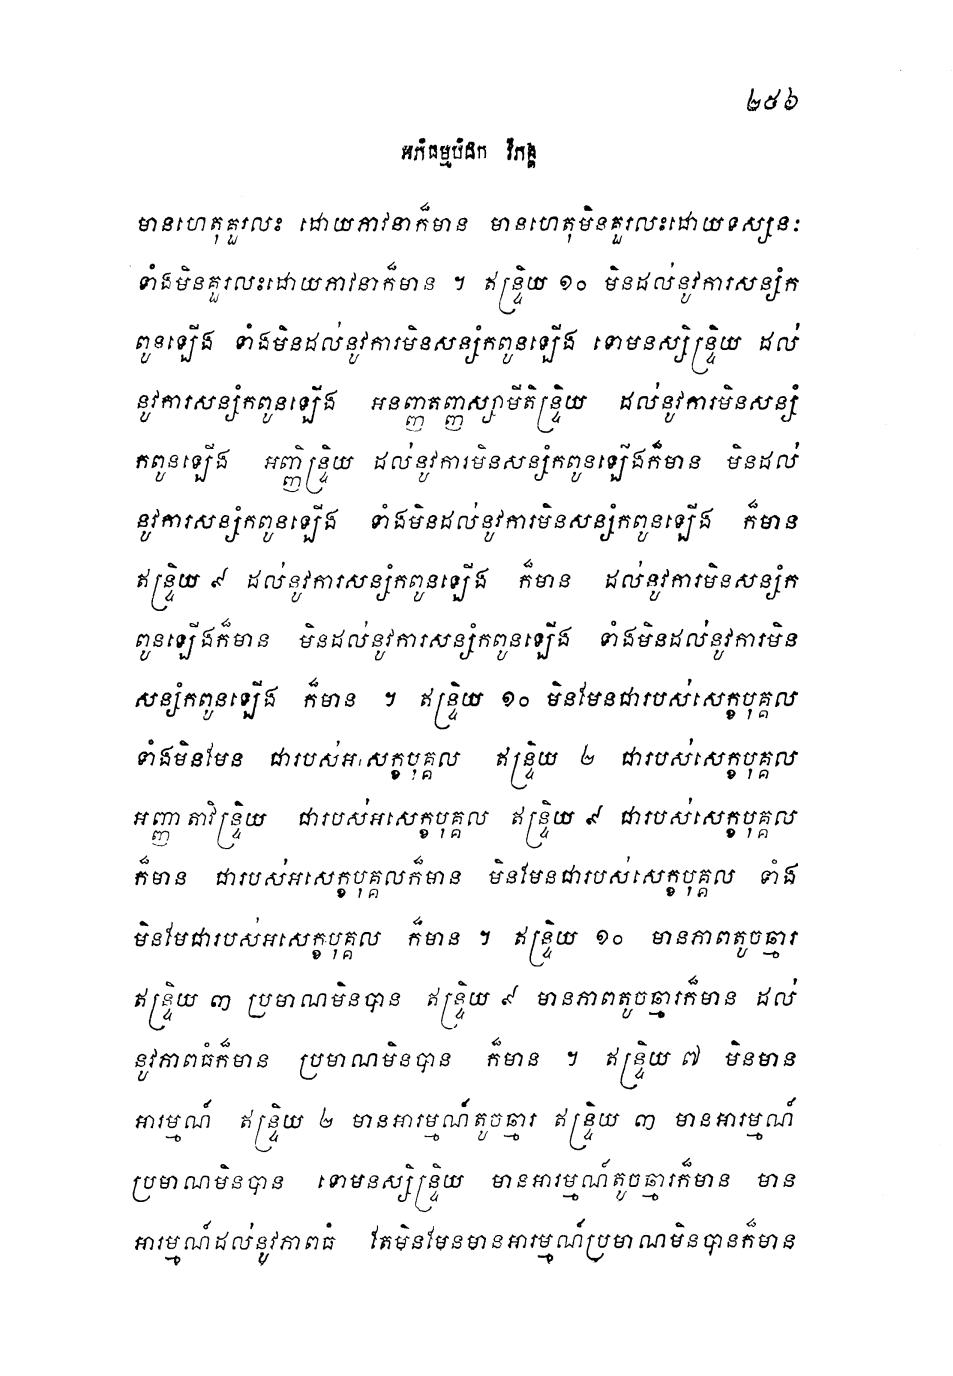 ២៥៦
អភិធម្មបិដក វិភង្គ
មានហេតុគួរលះ ដោយភាវនាក៏មាន មានហេតុមិនគួរលះដោយទស្សនៈ
ទាំងមិនគួរលះដោយភាវនាក៏មាន ។ ឥន្ទ្រិយ ១០ មិនដល់នូវការសន្សំក
ពូនឡើង ទាំងមិនដល់នូវការមិនសន្សំកពូនឡើង ទោមនស្សិន្ទ្រិយ ដល់
នូវការសន្សំកពូនឡើង អនញ្ញតញ្ញស្សាមីតិន្ទ្រិយ ដល់នូវការមិនសន្សំ
កពូនឡើង អញ្ញិន្ទ្រិយ ដល់នូវការមិនសន្សំកពូនឡើងក៏មាន មិនដល់
នូវការសន្សំកពូនឡើង ទាំងមិនដល់នូវការមិនសន្សំកពូនឡើង ក៏មាន
ឥន្ទ្រិយ ៩ ដល់នូវការសន្សំកពូនឡើង ក៏មាន ដល់នូវការមិនសន្សំក
ពូនឡើងក៏មាន មិនដល់នូវការសន្សំកពូនឡើង ទាំងមិនដល់នូវការមិន
សន្សំកពូនឡើង ក៏មាន ។ ឥន្ទ្រិយ ១០ មិនមែនជារបស់សេក្ខបុគ្គល
ទាំងមិនមែន ជារបស់អសេក្ខបុគ្គល ឥន្ទ្រិយ ២ ជារបស់សេក្ខបុគ្គល
អញ្ញាតាវិន្ទ្រិយ ជារបស់អសេក្ខបុគ្គល ឥន្ទ្រិយ ៩ ជារបស់សេក្ខបុគ្គល
ក៏មាន ជារបស់អសេក្ខបុគ្គលក៏មាន មិនមែនជារបស់សេក្ខបុគ្គល ទាំង
មិនមែជារបស់អសេក្ខបុគ្គល ក៏មាន ។ ឥន្ទ្រិយ ១០ មានភាពតូចឆ្មារ
ឥន្ទ្រិយ ៣ ប្រមាណមិនបាន ឥន្ទ្រិយ ៩ មានភាពតូចឆ្មារក៏មាន ដល់
នូវភាពធំក៏មាន ប្រមាណមិនបាន ក៏មាន ។ ឥន្ទ្រិយ ៧ មិនមាន
អារម្មណ៍ ឥន្ទ្រិយ ២ មានអារម្មណ៍តូចឆ្មារ ឥន្ទ្រិយ ៣ មានអារម្មណ៍
ប្រមាណមិនបាន ទោមនស្សិន្ទ្រិយ មានអារម្មណ៍តូចឆ្មារក៏មាន មាន
អារម្មណ៍ដល់នូវភាពធំ តែមិនមែនមានអារម្មណ៍ប្រមាណមិនបានក៏មាន